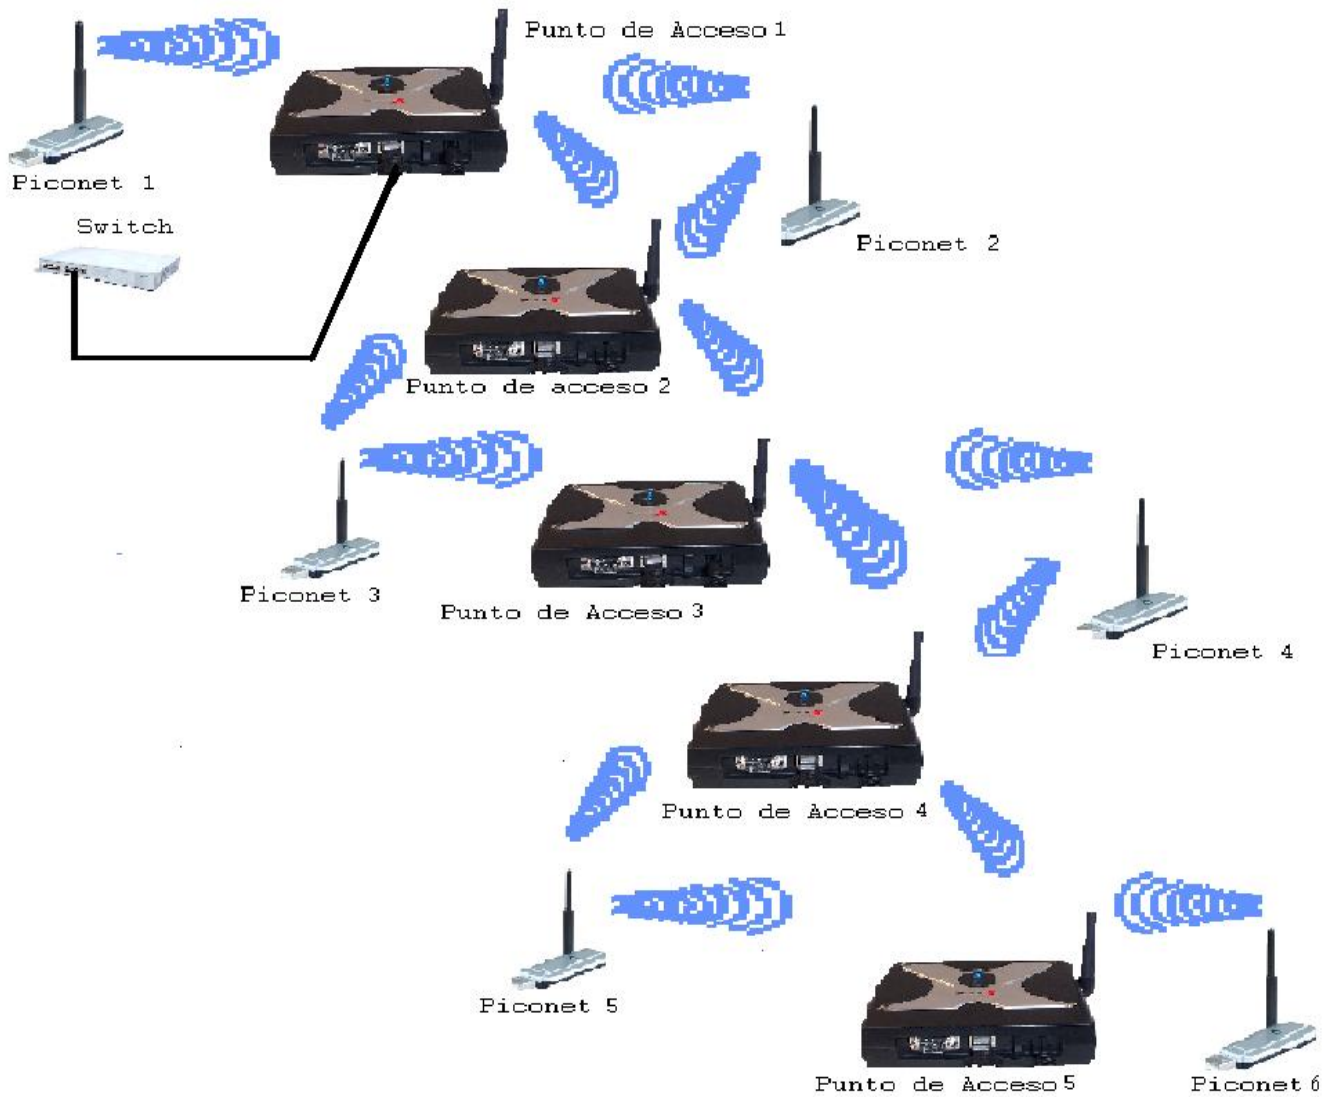 Punto de Acceso 1
Piconet 1
Switch
Piconet 2
Punto de acceso 2
Piconet 3
Punto de Acceso 3
Piconet 4
Punto de Acceso 4
Piconet 5
Punto de Acceso 5
Piconet 6